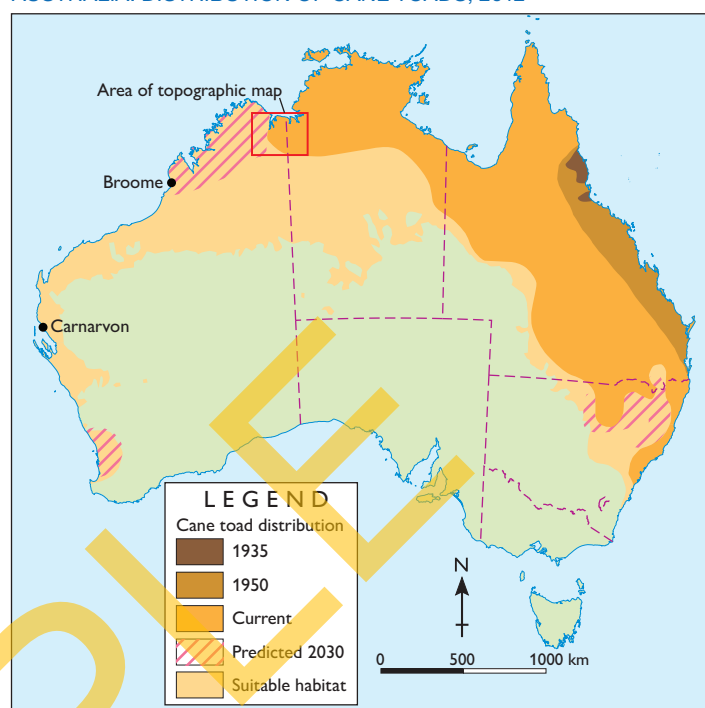 Area of topographic map
Broome
Carnarvon
LEGEND
Cane toad distribution
1935
1950
Current
Predicted 2030
Suitable habitat
N
0 500 1000 km